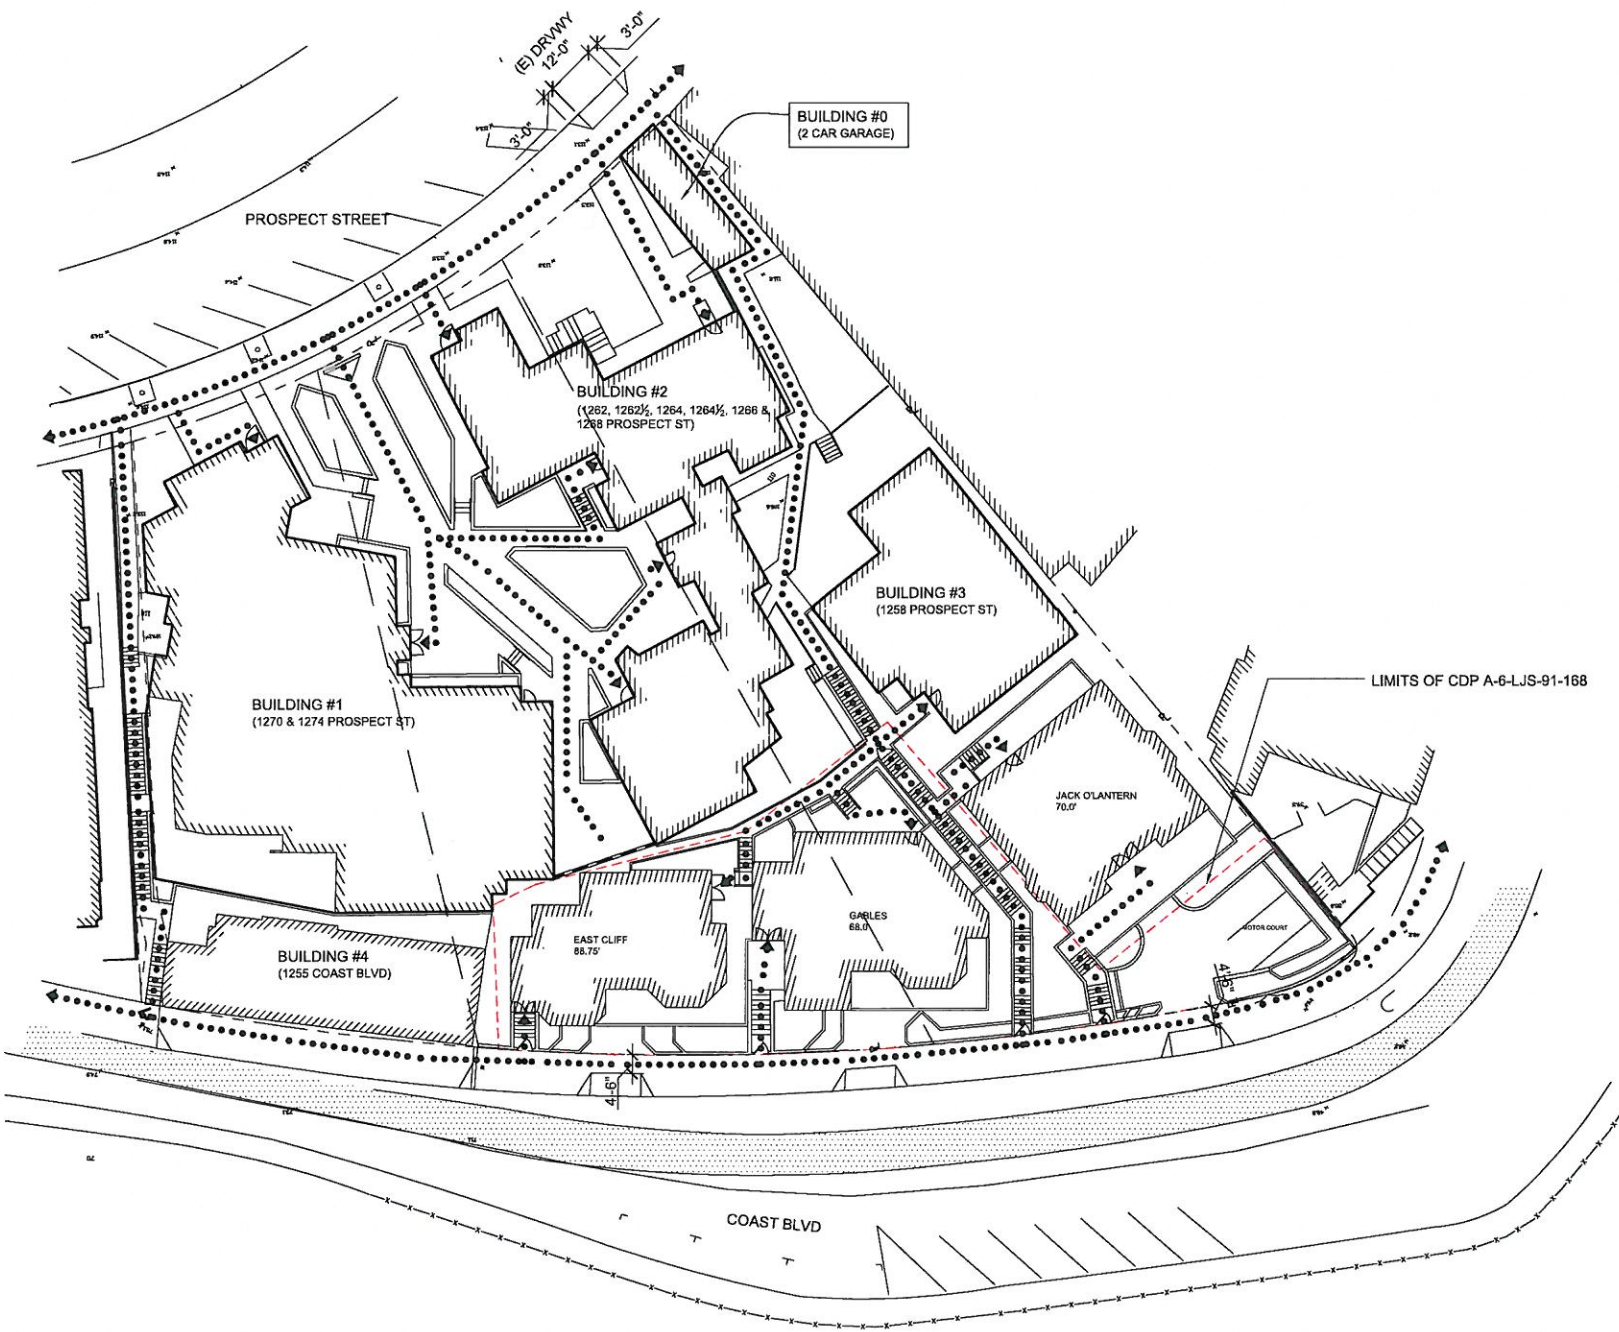 (E) DRVWY
12'-0"
3'-0"
3'-0"
BUILDING #0
(2 CAR GARAGE)
PROSPECT STREET
BUILDING #2
(1262, 1262½, 1264, 1264½, 1266 &
1268 PROSPECT ST)
BUILDING #3
(1258 PROSPECT ST)
LIMITS OF CDP A-6-LJS-91-168
BUILDING #1
(1270 & 1274 PROSPECT ST)
JACK O'LANTERN
70.0'
GABLES
68.0
EAST CLIFF
88.75'
MOTOR COURT
BUILDING #4
(1255 COAST BLVD)
4'-6"
4-6"
COAST BLVD